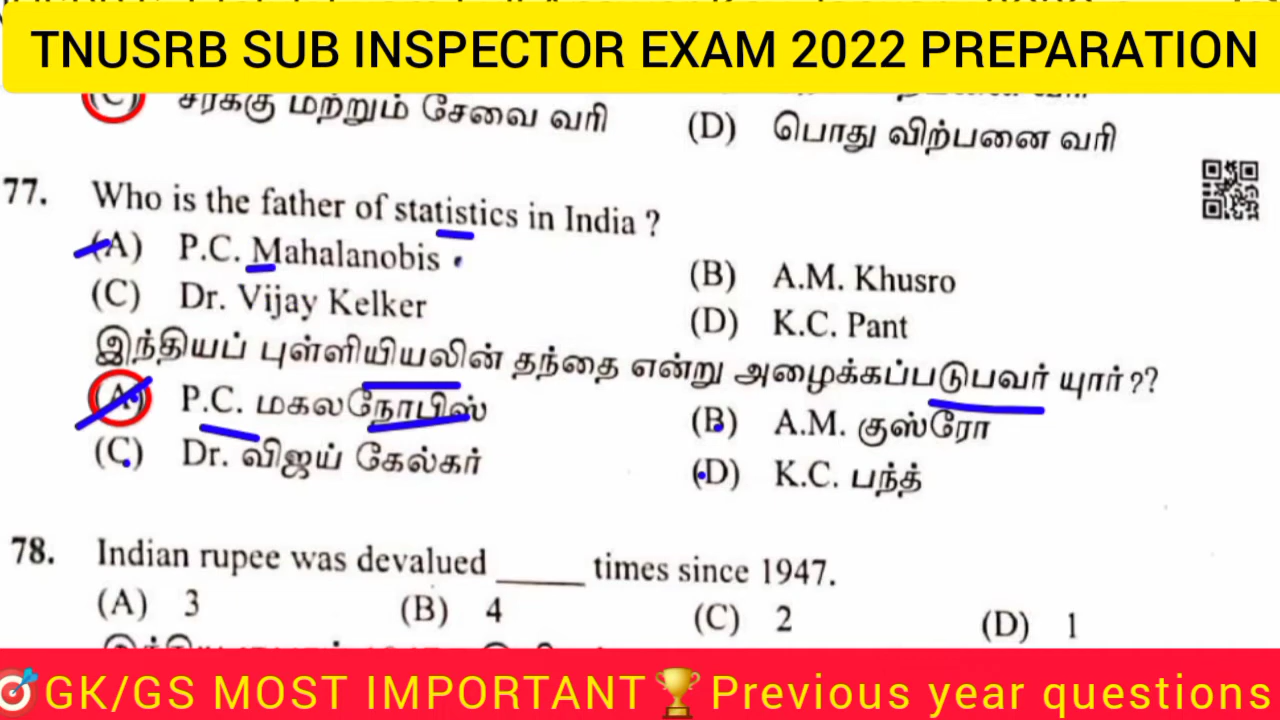 TNUSRB SUB INSPECTOR EXAM 2022 PREPARATION
(C) சரக்கு மற்றும் சேவை வரி
(D) பொது விற்பனை வரி
77. Who is the father of statistics in India ?
(A) P.C. Mahalanobis
(B) A.M. Khusro
(C) Dr. Vijay Kelker
(D) K.C. Pant
இந்தியப் புள்ளியியலின் தந்தை என்று அழைக்கப்படுபவர் யார் ??
(A) P.C. மகலநோபிஸ்
(B) A.M. குஸ்ரோ
(C) Dr. விஜய் கேல்கர்
(D) K.C. பந்த்
78. Indian rupee was devalued _____ times since 1947.
(A) 3 (B) 4 (C) 2 (D) 1
🎯GK/GS MOST IMPORTANT🏆Previous year questions